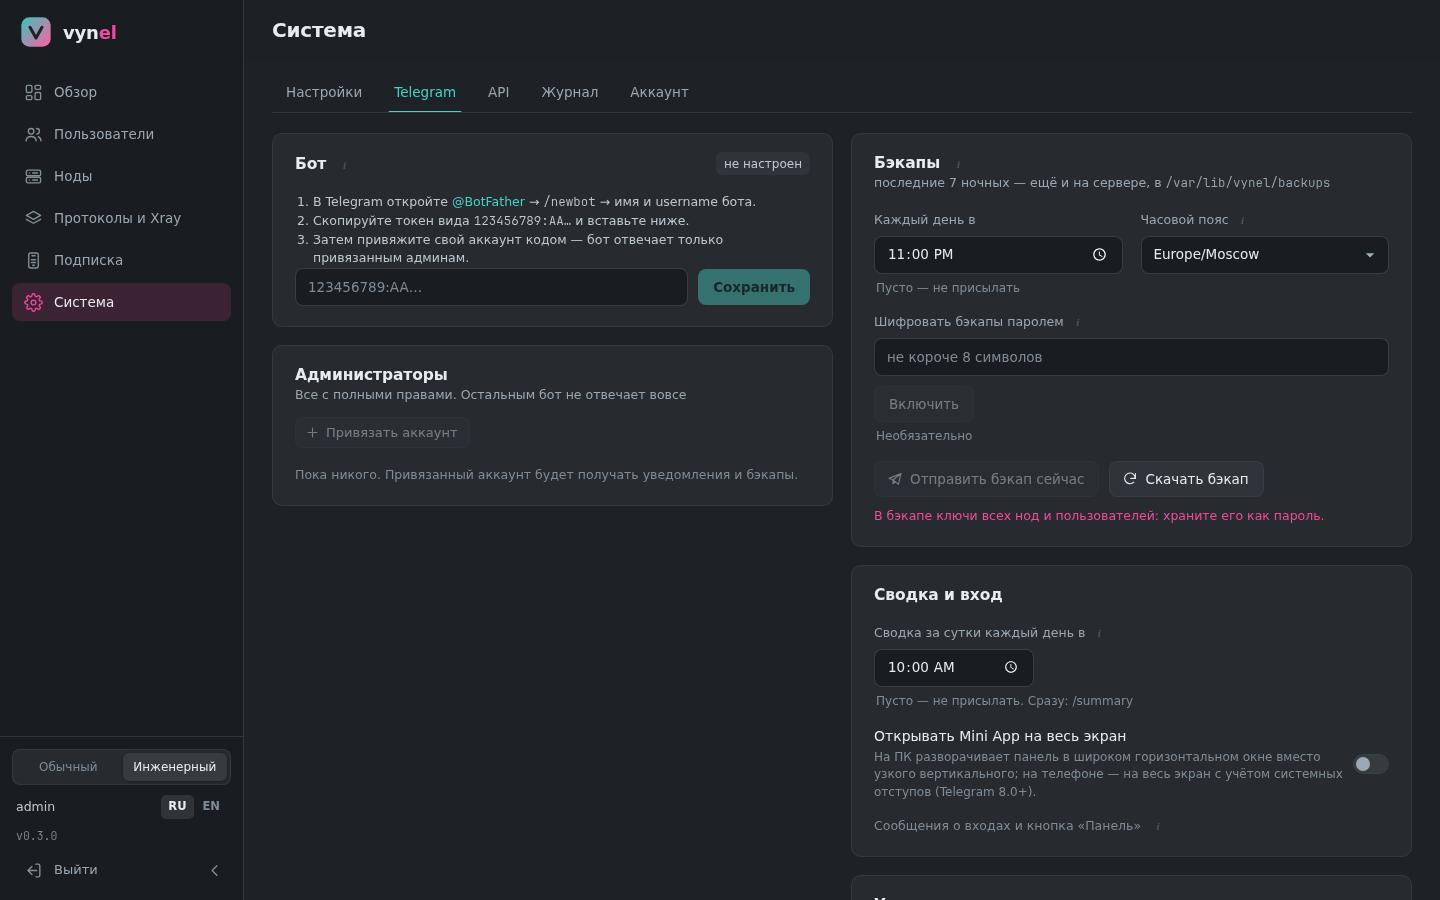 vynel
Обзор
Пользователи
Ноды
Протоколы и Xray
Подписка
Система
Обычный
Инженерный
admin
RU
EN
v0.3.0
Выйти
Система
Настройки
Telegram
API
Журнал
Аккаунт
Бот i
не настроен
1. В Telegram откройте @BotFather → /newbot → имя и username бота.
2. Скопируйте токен вида 123456789:AA… и вставьте ниже.
3. Затем привяжите свой аккаунт кодом — бот отвечает только
привязанным админам.
123456789:AA…
Сохранить
Администраторы
Все с полными правами. Остальным бот не отвечает вовсе
+ Привязать аккаунт
Пока никого. Привязанный аккаунт будет получать уведомления и бэкапы.
Бэкапы i
последние 7 ночных — ещё и на сервере, в /var/lib/vynel/backups
Каждый день в
Часовой пояс i
11:00 PM
Europe/Moscow
Пусто — не присылать
Шифровать бэкапы паролем i
не короче 8 символов
Включить
Необязательно
Отправить бэкап сейчас
Скачать бэкап
В бэкапе ключи всех нод и пользователей: храните его как пароль.
Сводка и вход
Сводка за сутки каждый день в i
10:00 AM
Пусто — не присылать. Сразу: /summary
Открывать Mini App на весь экран
На ПК разворачивает панель в широком горизонтальном окне вместо
узкого вертикального; на телефоне — на весь экран с учётом системных
отступов (Telegram 8.0+).
Сообщения о входах и кнопка «Панель» i